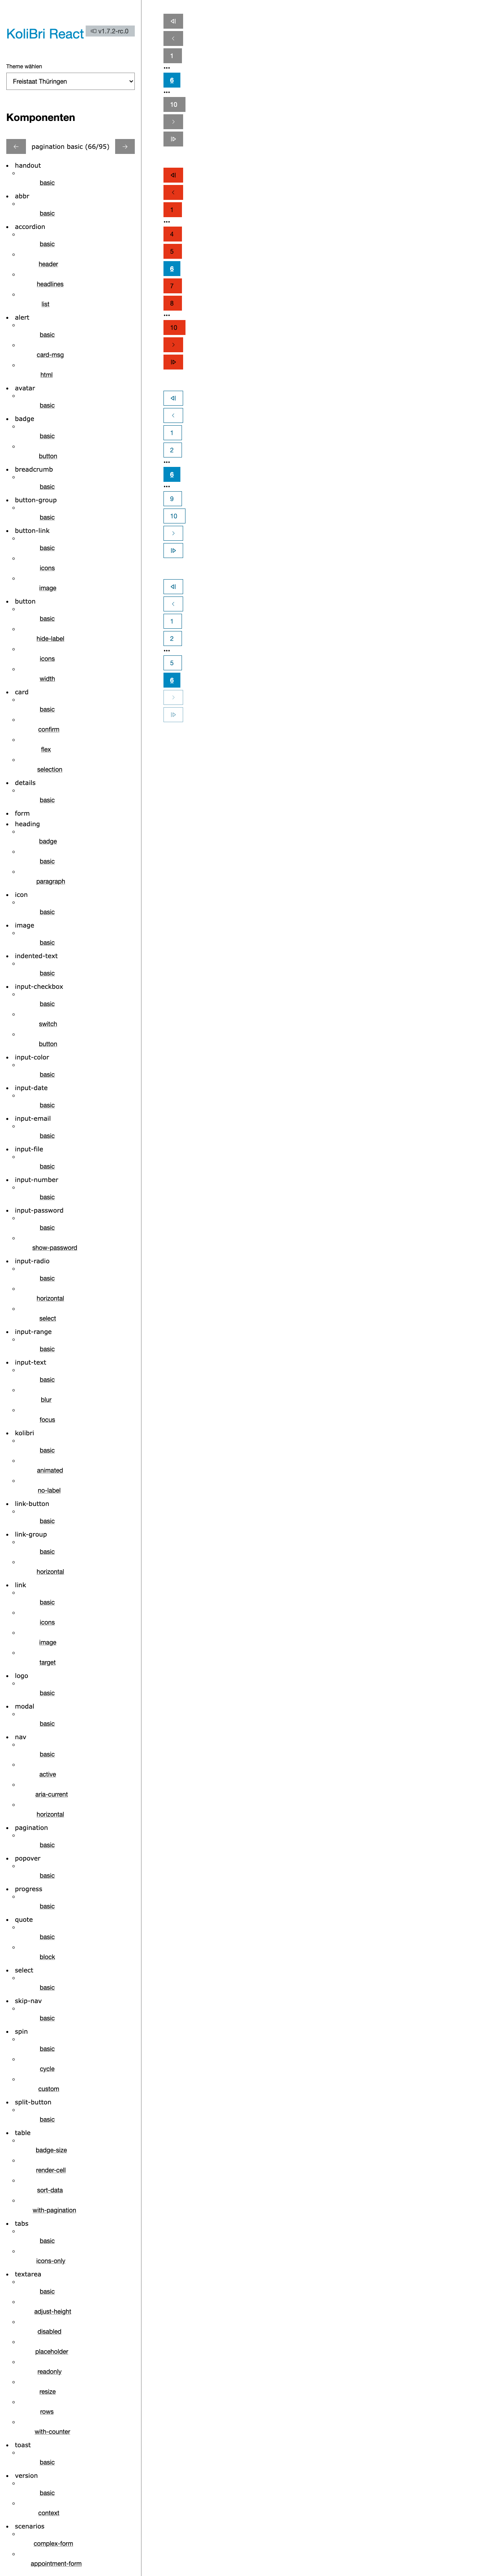 KoliBri React
v1.7.2-rc.0
Theme wählen
Freistaat Thüringen
Komponenten
pagination basic (66/95)
handout
basic
abbr
basic
accordion
basic
header
headlines
list
alert
basic
card-msg
html
avatar
basic
badge
basic
button
breadcrumb
basic
button-group
basic
button-link
basic
icons
image
button
basic
hide-label
icons
width
card
basic
confirm
flex
selection
details
basic
form
heading
badge
basic
paragraph
icon
basic
image
basic
indented-text
basic
input-checkbox
basic
switch
button
input-color
basic
input-date
basic
input-email
basic
input-file
basic
input-number
basic
input-password
basic
show-password
input-radio
basic
horizontal
select
input-range
basic
input-text
basic
blur
focus
kolibri
basic
animated
no-label
link-button
basic
link-group
basic
horizontal
link
basic
icons
image
target
logo
basic
modal
basic
nav
basic
active
aria-current
horizontal
pagination
basic
popover
basic
progress
basic
quote
basic
block
select
basic
skip-nav
basic
spin
basic
cycle
custom
split-button
basic
table
badge-size
render-cell
sort-data
with-pagination
tabs
basic
icons-only
textarea
basic
adjust-height
disabled
placeholder
readonly
resize
rows
with-counter
toast
basic
version
basic
context
scenarios
complex-form
appointment-form
1
•••
6
•••
10
1
•••
4
5
6
7
8
•••
10
1
2
•••
6
•••
9
10
1
2
•••
5
6